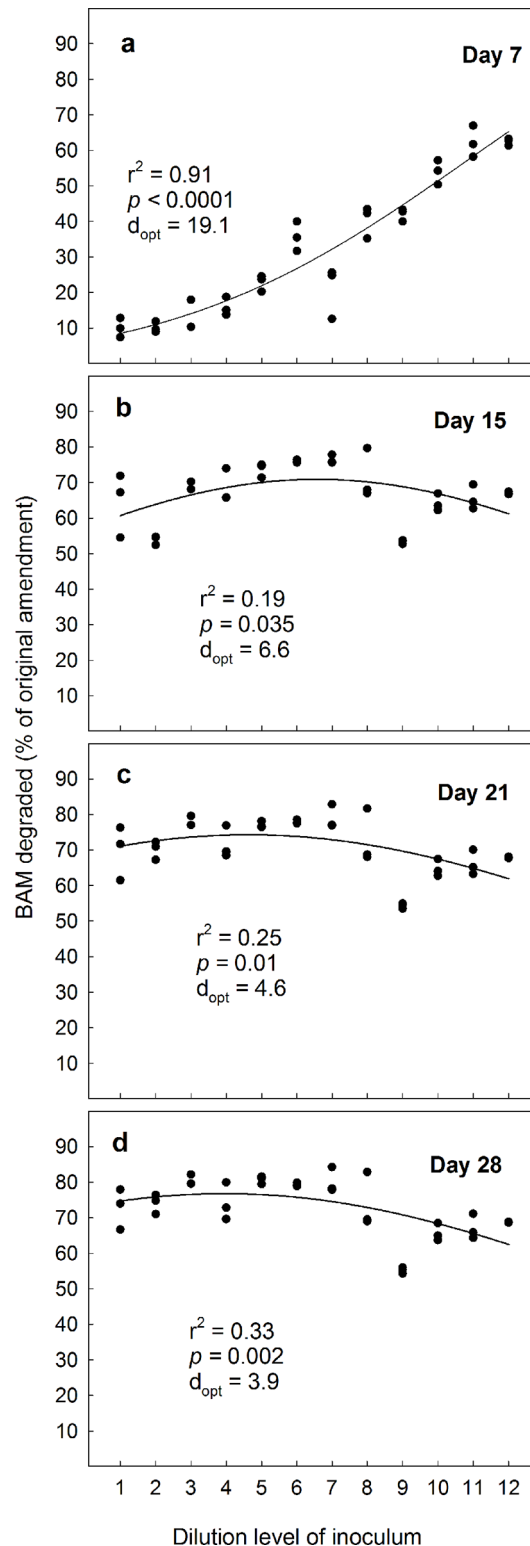 a
Day 7
90
80
70
60
50
40
30
20
10
r² = 0.91
p < 0.0001
d_opt = 19.1
b
Day 15
90
80
70
60
50
40
30
20
10
r² = 0.19
p = 0.035
d_opt = 6.6
BAM degraded (% of original amendment)
c
Day 21
90
80
70
60
50
40
30
20
10
r² = 0.25
p = 0.01
d_opt = 4.6
d
Day 28
90
80
70
60
50
40
30
20
10
r² = 0.33
p = 0.002
d_opt = 3.9
1 2 3 4 5 6 7 8 9 10 11 12
Dilution level of inoculum